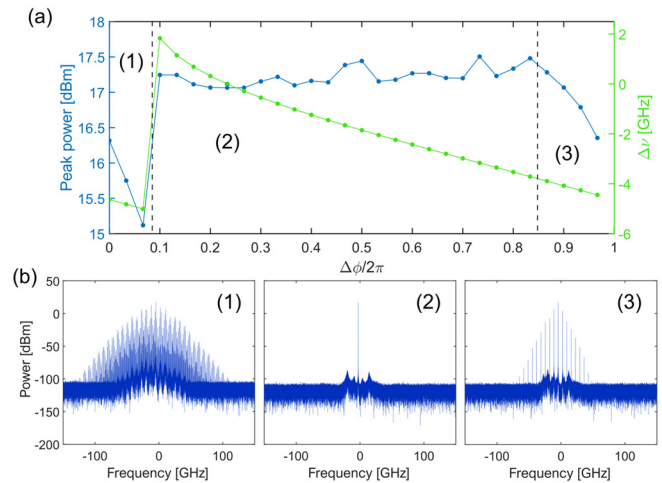 (a)
(1)
(2)
(3)
Peak power [dBm]
18
17.5
17
16.5
16
15.5
15
2
0
-2
-4
-6
Δν [GHz]
0 0.1 0.2 0.3 0.4 0.5 0.6 0.7 0.8 0.9 1
Δϕ/2π
(b)
Power [dBm]
50
0
-50
-100
-150
-200
(1)
(2)
(3)
-100 0 100
-100 0 100
-100 0 100
Frequency [GHz]
Frequency [GHz]
Frequency [GHz]